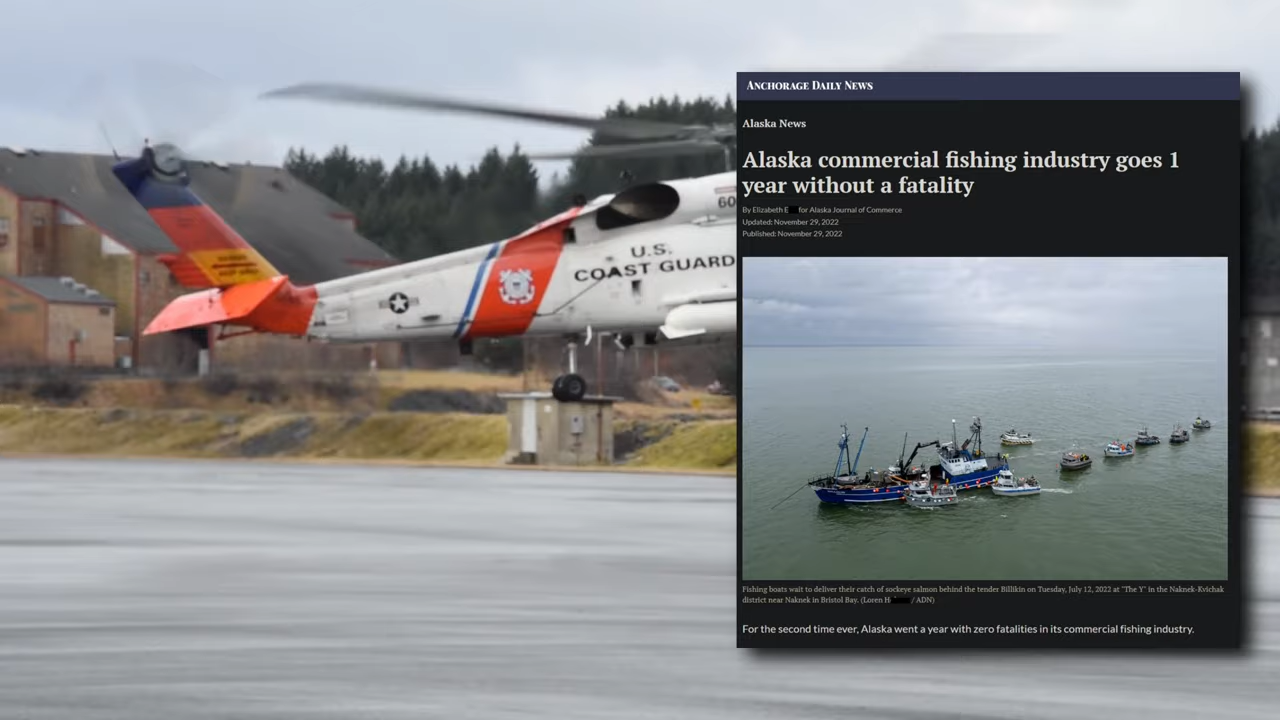 60
U.S.
COAST GUARD
ANCHORAGE DAILY NEWS
Alaska News
Alaska commercial fishing industry goes 1
year without a fatality
By Elizabeth E for Alaska Journal of Commerce
Updated: November 29, 2022
Published: November 29, 2022
Fishing boats wait to deliver their catch of sockeye salmon behind the tender Billikin on Tuesday, July 12, 2022 at "The Y" in the Naknek-Kvichak
district near Naknek in Bristol Bay. (Loren H / ADN)
For the second time ever, Alaska went a year with zero fatalities in its commercial fishing industry.